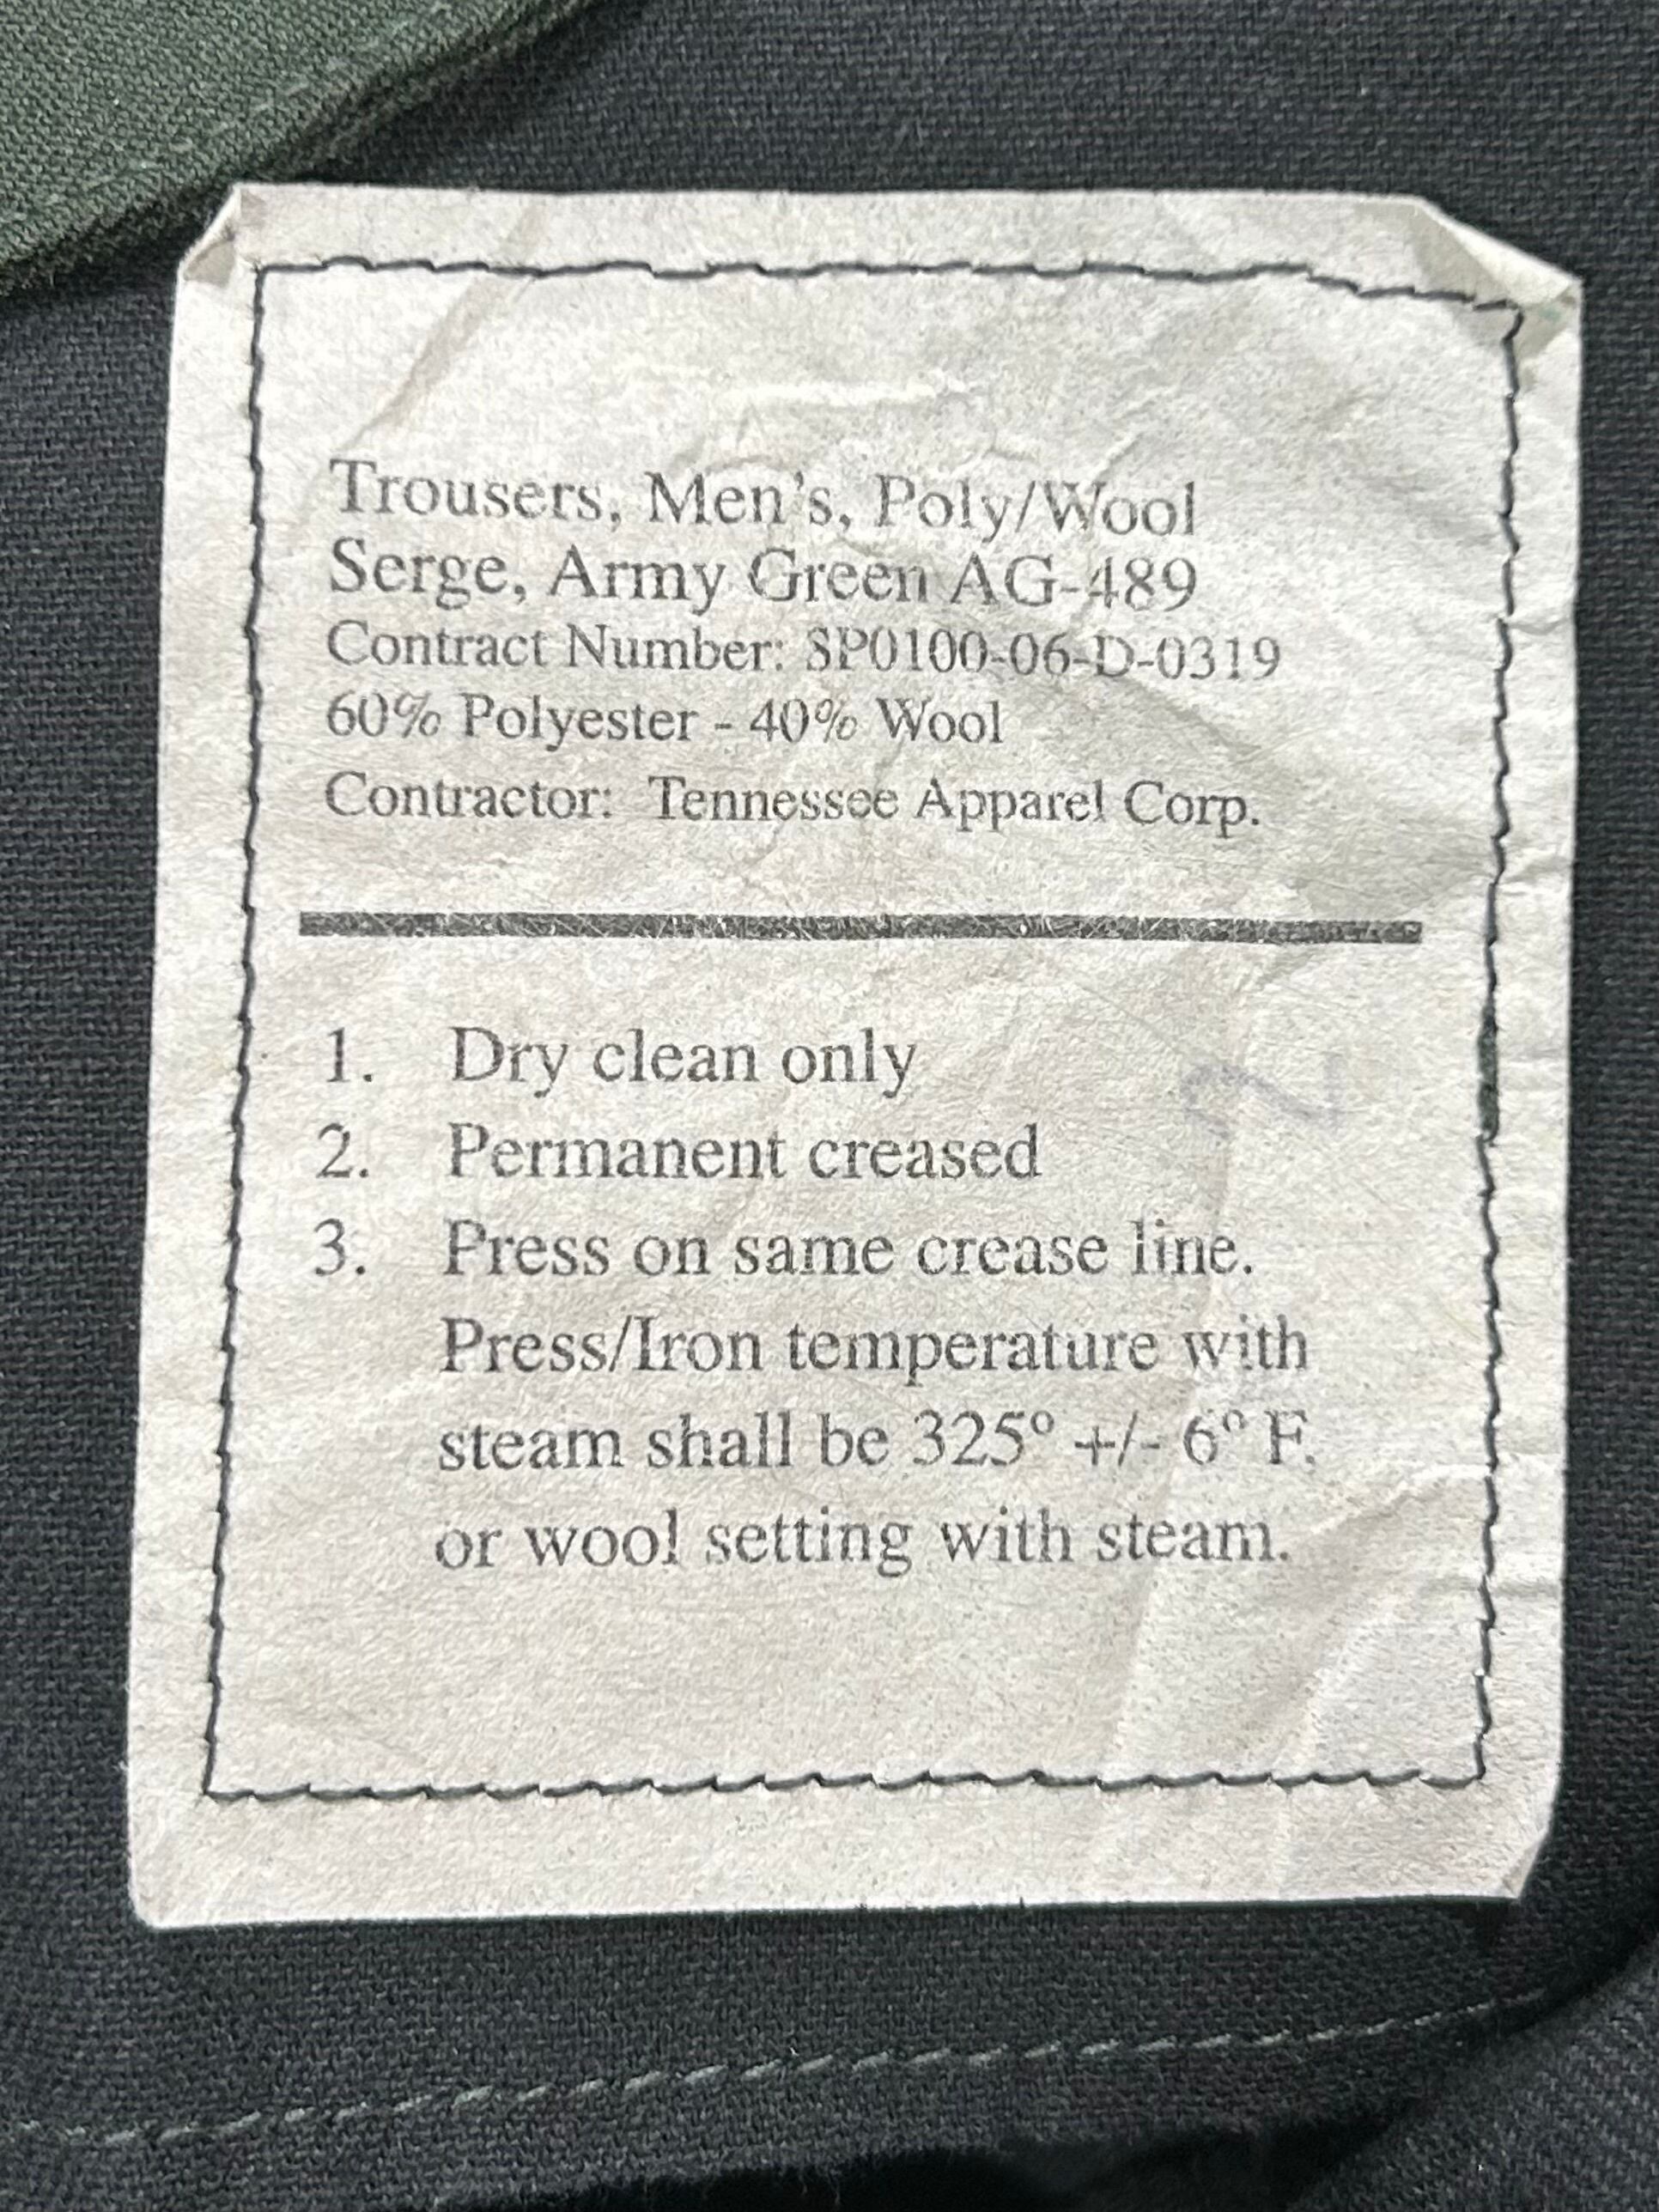 Trousers, Men's, Poly/Wool
Serge, Army Green AG-489
Contract Number: SP0100-06-D-0319
60% Polyester - 40% Wool
Contractor: Tennessee Apparel Corp.
1. Dry clean only
2. Permanent creased
3. Press on same crease line.
Press/Iron temperature with
steam shall be 325° +/- 6° F.
or wool setting with steam.